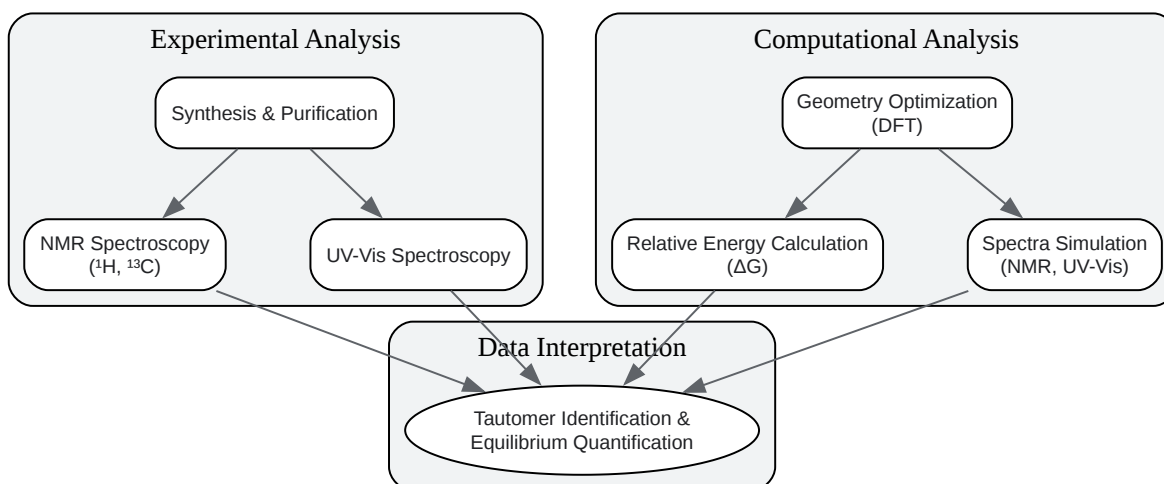 Experimental Analysis
Synthesis & Purification
NMR Spectroscopy
(¹H, ¹³C)
UV-Vis Spectroscopy
Computational Analysis
Geometry Optimization
(DFT)
Relative Energy Calculation
(ΔG)
Spectra Simulation
(NMR, UV-Vis)
Data Interpretation
Tautomer Identification &
Equilibrium Quantification